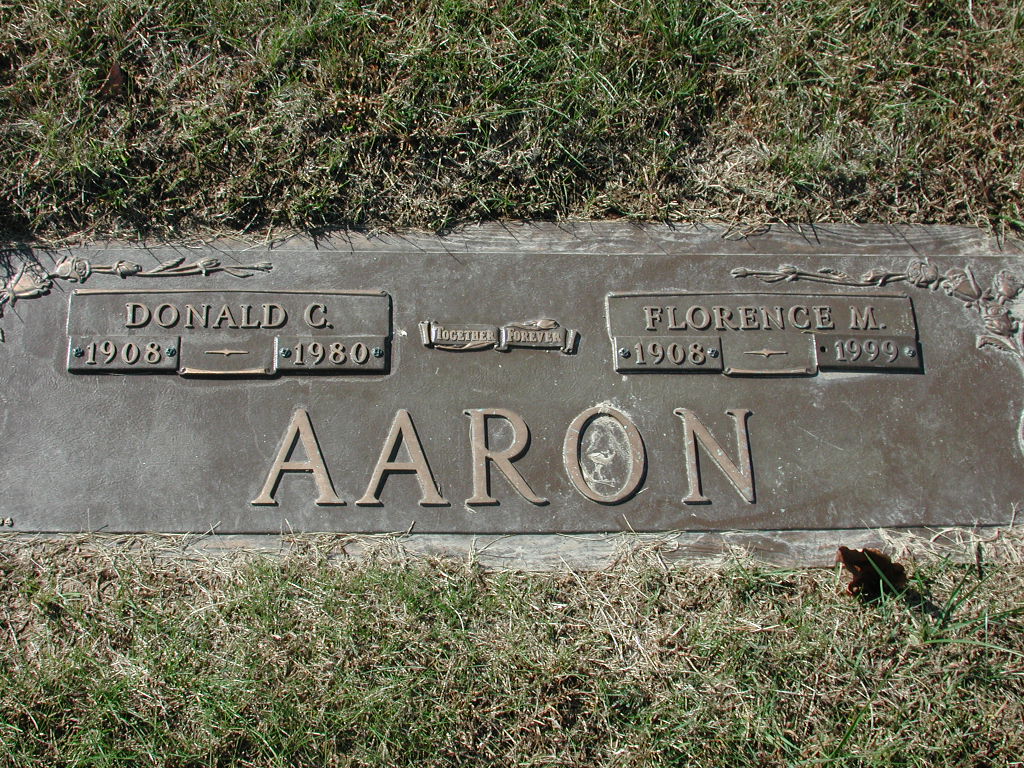 DONALD C.
1908 1980
TOGETHER FOREVER
FLORENCE M.
1908 1999
AARON